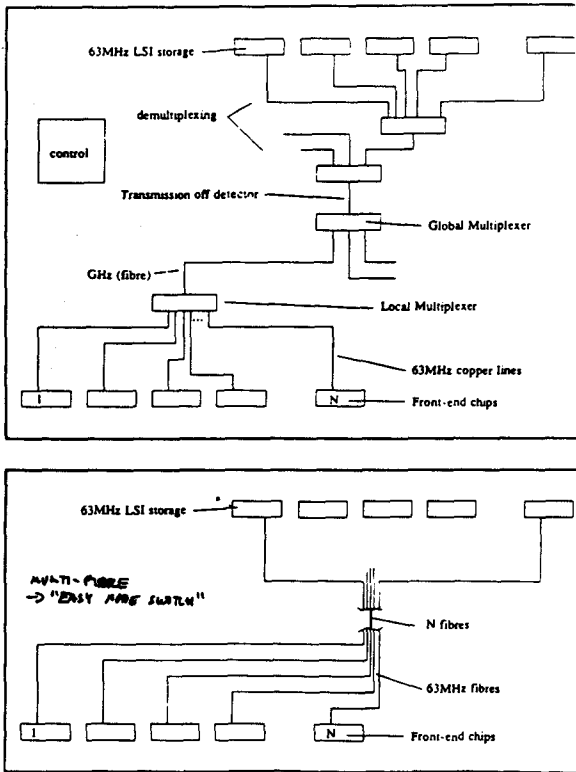 63MHz LSI storage
demultiplexing
control
Transmission off detector
Global Multiplexer
GHz (fibre)
Local Multiplexer
...
63MHz copper lines
1
N
Front-end chips
63MHz LSI storage
MULTI-FIBRE
→ "EASY MODE SWITCH"
N fibres
63MHz fibres
1
N
Front-end chips